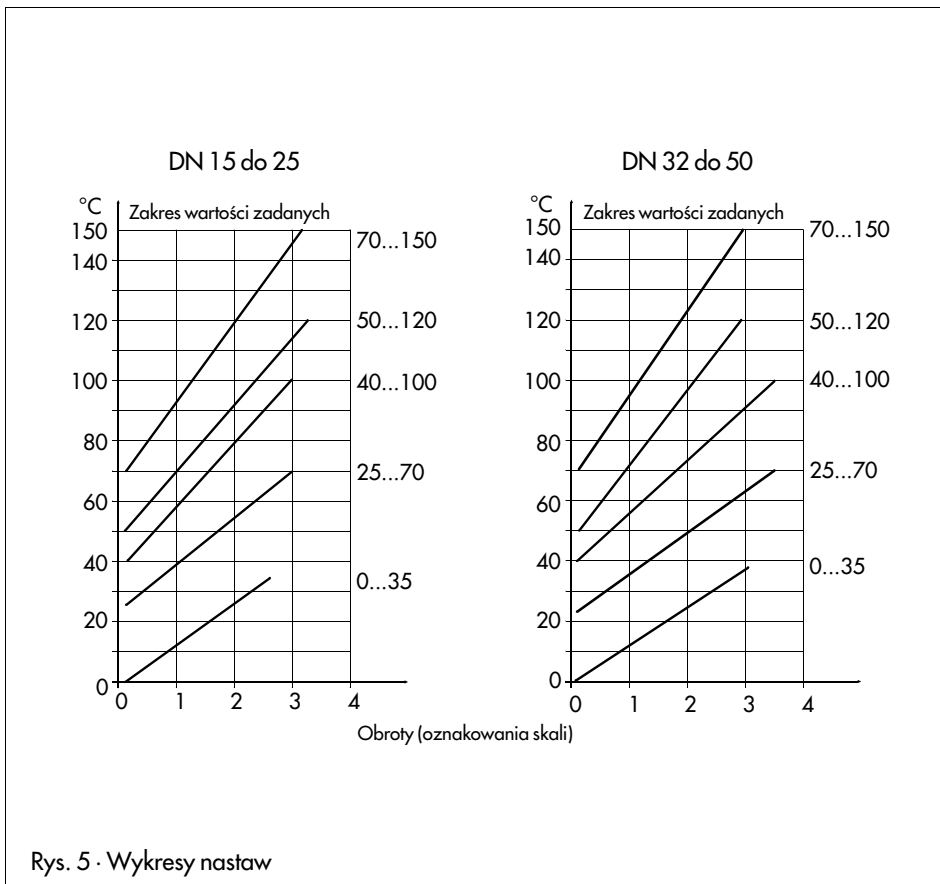 DN 15 do 25
°C
Zakres wartości zadanych
150
140
120
100
80
60
40
20
0
70...150
50...120
40...100
25...70
0...35
0 1 2 3 4
DN 32 do 50
°C
Zakres wartości zadanych
150
140
120
100
80
60
40
20
0
70...150
50...120
40...100
25...70
0...35
0 1 2 3 4
Obroty (oznakowania skali)
Rys. 5 · Wykresy nastaw